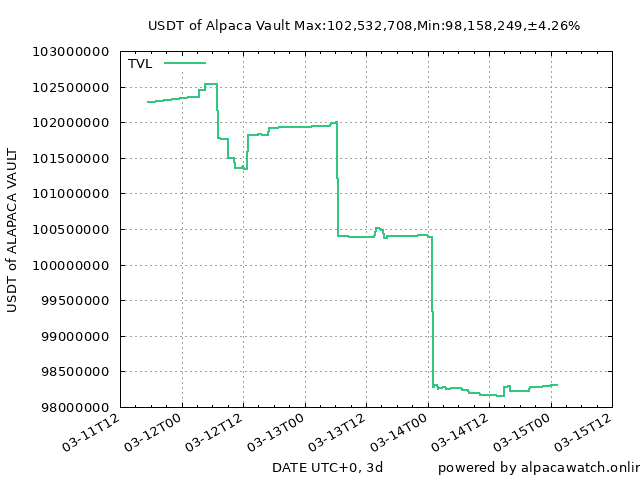 USDT of Alpaca Vault Max:102,532,708,Min:98,158,249,±4.26%
TVL
103000000
102500000
102000000
101500000
101000000
100500000
100000000
99500000
99000000
98500000
98000000
USDT of ALAPACA VAULT
03-11T12
03-12T00
03-12T12
03-13T00
03-13T12
03-14T00
03-14T12
03-15T00
03-15T12
DATE UTC+0, 3d
powered by alpacawatch.onlin